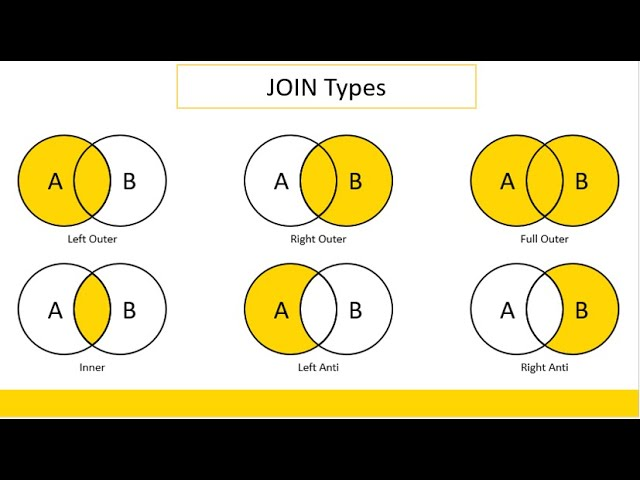 JOIN Types
A B
Left Outer
A B
Right Outer
A B
Full Outer
A B
Inner
A B
Left Anti
A B
Right Anti